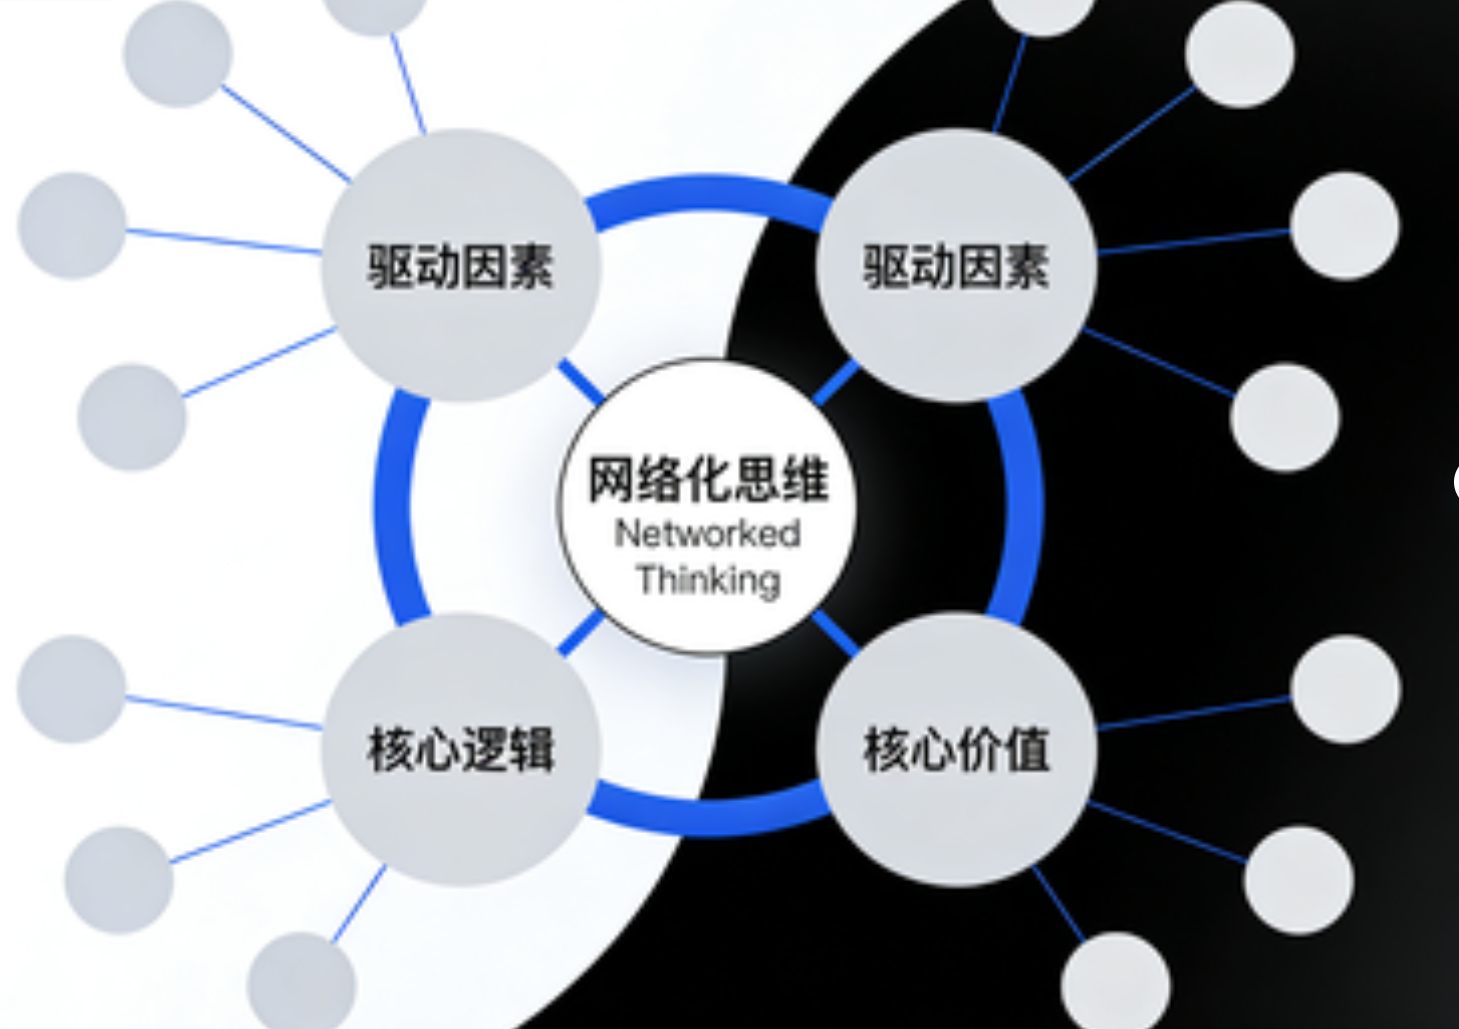 驱动因素
驱动因素
网络化思维
Networked
Thinking
核心逻辑
核心价值